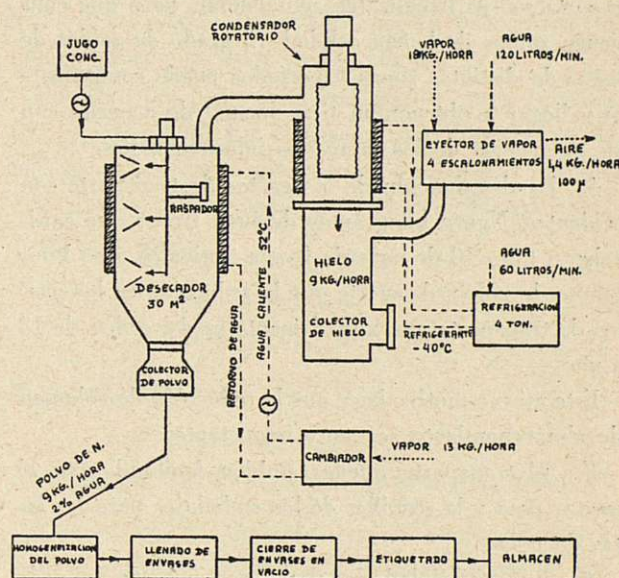 JUGO
CONC.
CONDENSADOR
ROTATORIO
VAPOR
18KG./HORA
AGUA
120 LITROS/MIN.
EYECTOR DE VAPOR
4 ESCALONAMIENTOS
AIRE
1,4 KG./HORA
100 μ
RASPADOR
DESECADOR
30 M²
AGUA CALIENTE 52°C
RETORNO DE AGUA
HIELO
9 KG/HORA
COLECTOR
DE HIELO
AGUA
60 LITROS/MIN.
REFRIGERACION
4 TON.
REFRIGERANTE
-40°C
COLECTOR
DE POLVO
CAMBIADOR
VAPOR 13 KG./HORA
POLVO DE N.
9 KG./HORA
2% AGUA
HOMOGENEIZACION
DEL POLVO
LLENADO DE
ENVASES
CIERRE DE
ENVASES EN
VACIO
ETIQUETADO
ALMACEN